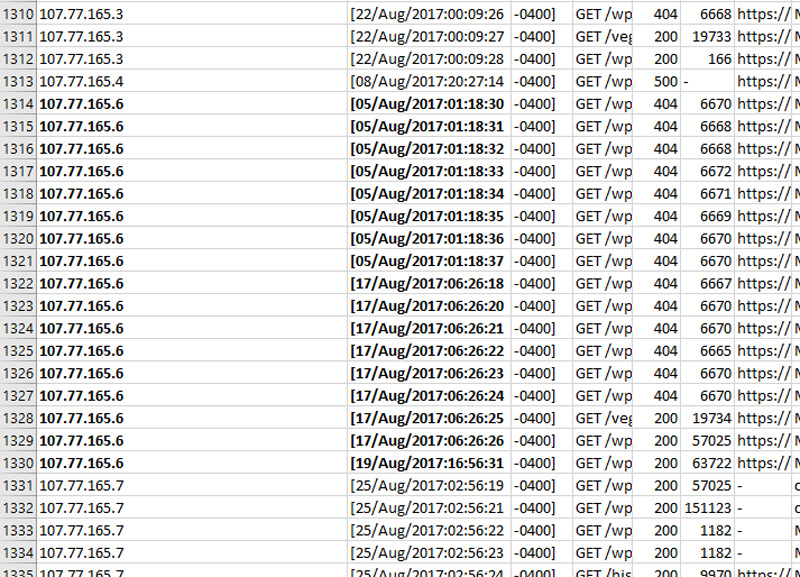 1310 107.77.165.3 [22/Aug/2017:00:09:26 -0400] GET /wp 404 6668 https:// M
1311 107.77.165.3 [22/Aug/2017:00:09:27 -0400] GET /veg 200 19733 https:// M
1312 107.77.165.3 [22/Aug/2017:00:09:28 -0400] GET /wp 200 166 https:// M
1313 107.77.165.4 [08/Aug/2017:20:27:14 -0400] GET /wp 500 - https:// M
1314 107.77.165.6 [05/Aug/2017:01:18:30 -0400] GET /wp 404 6670 https:// M
1315 107.77.165.6 [05/Aug/2017:01:18:31 -0400] GET /wp 404 6668 https:// M
1316 107.77.165.6 [05/Aug/2017:01:18:32 -0400] GET /wp 404 6668 https:// M
1317 107.77.165.6 [05/Aug/2017:01:18:33 -0400] GET /wp 404 6672 https:// M
1318 107.77.165.6 [05/Aug/2017:01:18:34 -0400] GET /wp 404 6671 https:// M
1319 107.77.165.6 [05/Aug/2017:01:18:35 -0400] GET /wp 404 6669 https:// M
1320 107.77.165.6 [05/Aug/2017:01:18:36 -0400] GET /wp 404 6670 https:// M
1321 107.77.165.6 [05/Aug/2017:01:18:37 -0400] GET /wp 404 6670 https:// M
1322 107.77.165.6 [17/Aug/2017:06:26:18 -0400] GET /wp 404 6667 https:// M
1323 107.77.165.6 [17/Aug/2017:06:26:20 -0400] GET /wp 404 6670 https:// M
1324 107.77.165.6 [17/Aug/2017:06:26:21 -0400] GET /wp 404 6670 https:// M
1325 107.77.165.6 [17/Aug/2017:06:26:22 -0400] GET /wp 404 6665 https:// M
1326 107.77.165.6 [17/Aug/2017:06:26:23 -0400] GET /wp 404 6670 https:// M
1327 107.77.165.6 [17/Aug/2017:06:26:24 -0400] GET /wp 404 6670 https:// M
1328 107.77.165.6 [17/Aug/2017:06:26:25 -0400] GET /veg 200 19734 https:// M
1329 107.77.165.6 [17/Aug/2017:06:26:26 -0400] GET /wp 200 57025 https:// M
1330 107.77.165.6 [19/Aug/2017:16:56:31 -0400] GET /wp 200 63722 https:// M
1331 107.77.165.7 [25/Aug/2017:02:56:19 -0400] GET /wp 200 57025 -
1332 107.77.165.7 [25/Aug/2017:02:56:21 -0400] GET /wp 200 151123 -
1333 107.77.165.7 [25/Aug/2017:02:56:22 -0400] GET /wp 200 1182 - M
1334 107.77.165.7 [25/Aug/2017:02:56:23 -0400] GET /wp 200 1182 - M
1335 107.77.165.7 [25/Aug/2017:02:56:24 -0400] GET /his 200 9970 https:// M